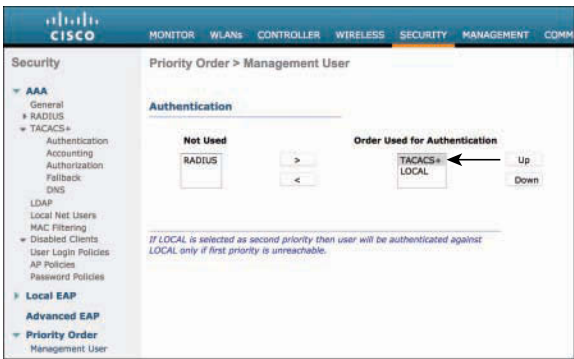 CISCO
MONITOR WLANs CONTROLLER WIRELESS SECURITY MANAGEMENT COMM
Security
AAA
General
RADIUS
TACACS+
Authentication
Accounting
Authorization
Fallback
DNS
LDAP
Local Net Users
MAC Filtering
Disabled Clients
User Login Policies
AP Policies
Password Policies
Local EAP
Advanced EAP
Priority Order
Management User
Priority Order > Management User
Authentication
Not Used
Order Used for Authentication
RADIUS
>
<
TACACS+
LOCAL
Up
Down
If LOCAL is selected as second priority then user will be authenticated against
LOCAL only if first priority is unreachable.